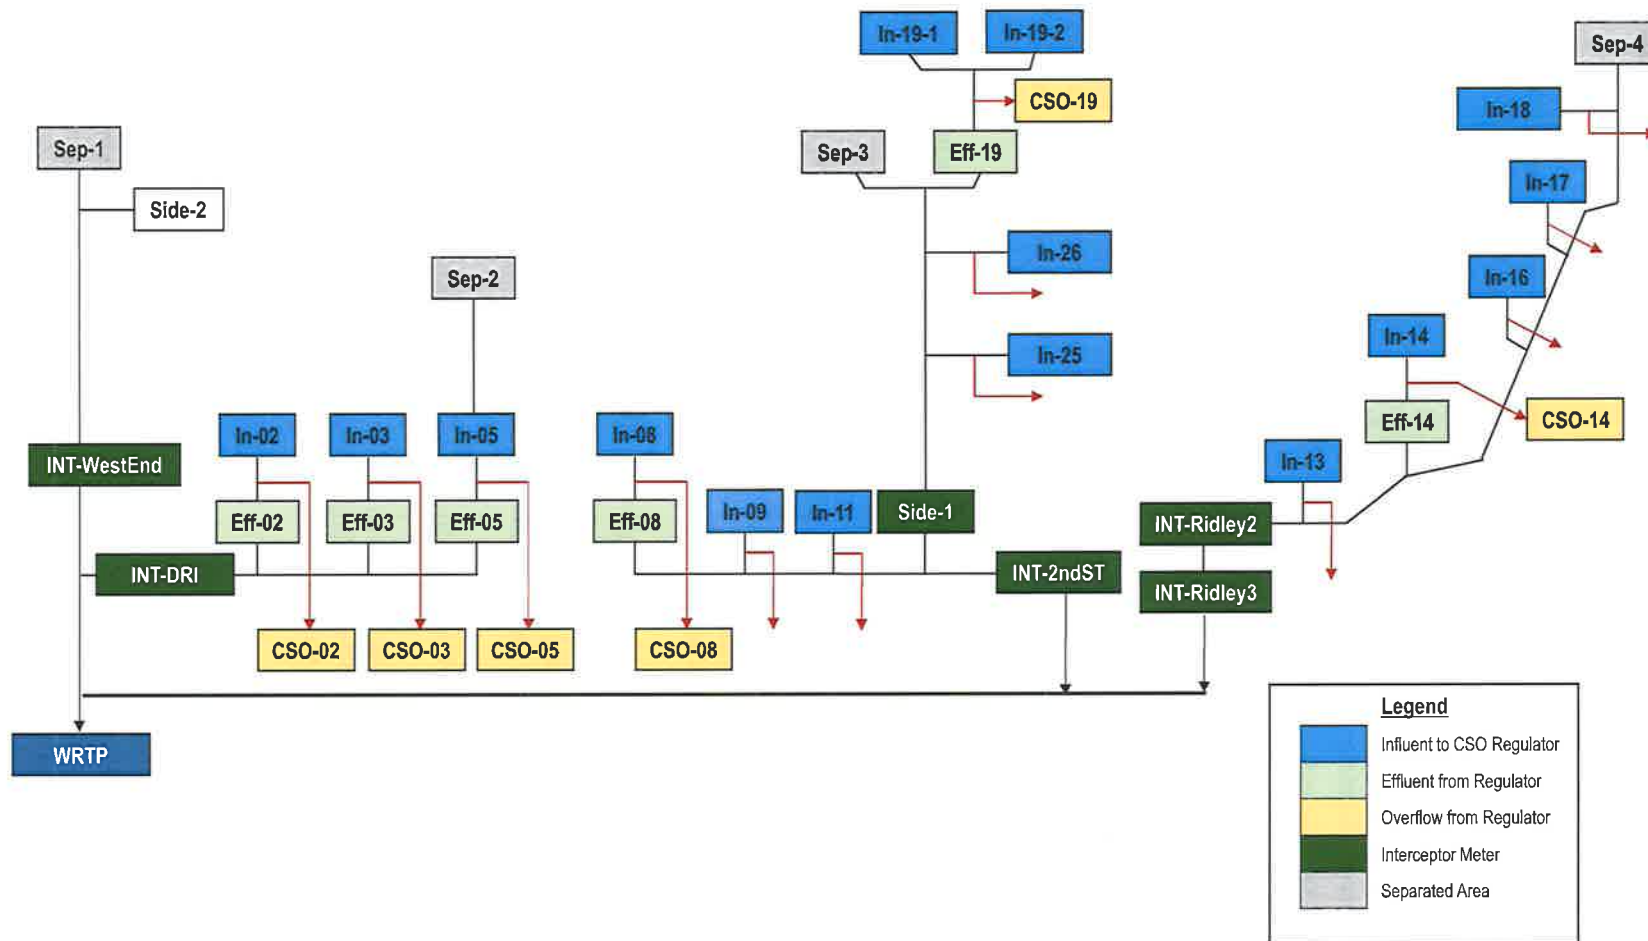 In-19-1
In-19-2
Sep-4
CSO-19
In-18
Sep-1
Sep-3
Eff-19
In-17
Side-2
In-26
Sep-2
In-16
In-14
In-25
CSO-14
Eff-14
In-02
In-03
In-05
In-08
In-13
INT-WestEnd
Eff-02
Eff-03
Eff-05
Eff-08
In-09
In-11
Side-1
INT-Ridley2
INT-DRI
INT-2ndST
INT-Ridley3
CSO-02
CSO-03
CSO-05
CSO-08
WRTP
Legend
Influent to CSO Regulator
Effluent from Regulator
Overflow from Regulator
Interceptor Meter
Separated Area